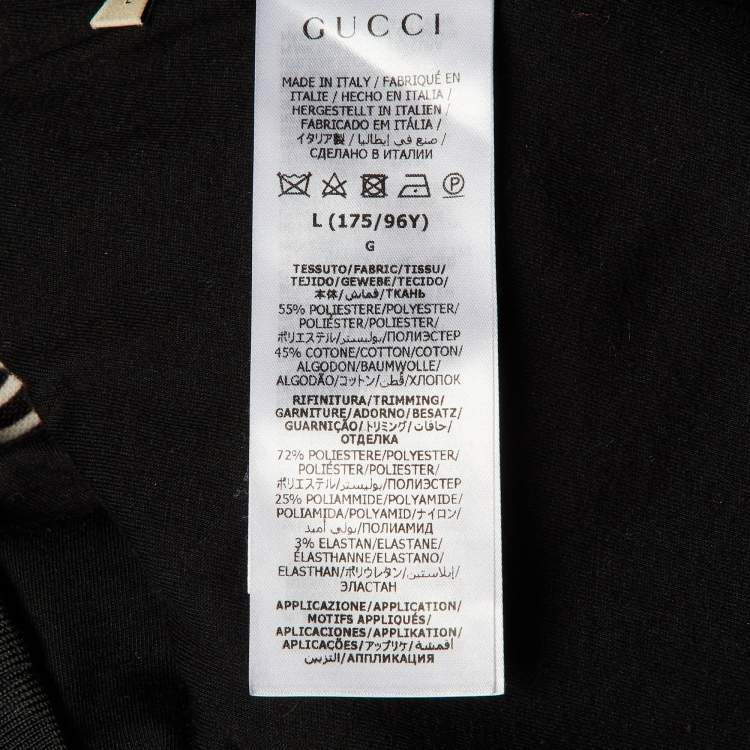 GUCCI
MADE IN ITALY / FABRIQUÉ EN
ITALIE / HECHO EN ITALIA /
HERGESTELLT IN ITALIEN /
FABRICADO EM ITÁLIA /
イタリア製 / صنع في إيطاليا /
СДЕЛАНО В ИТАЛИИ
L (175/96Y)
G
TESSUTO/FABRIC/TISSU/
TEJIDO/GEWEBE/TECIDO/
本体/قماش/ТКАНЬ
55% POLIESTERE/POLYESTER/
POLIÉSTER/POLIESTER/
ポリエステル/بوليستر/ПОЛИЭСТЕР
45% COTONE/COTTON/COTON/
ALGODON/BAUMWOLLE/
ALGODÃO/コットン/قطن/ХЛОПОК
RIFINITURA/TRIMMING/
GARNITURE/ADORNO/BESATZ/
GUARNIÇÃO/トリミング/حافات/
ОТДЕЛКА
72% POLIESTERE/POLYESTER/
POLIÉSTER/POLIESTER/
ポリエステル/بوليستر/ПОЛИЭСТЕР
25% POLIAMMIDE/POLYAMIDE/
POLIAMIDA/POLYAMID/ナイロン/
بولي أميد/ПОЛИАМИД
3% ELASTAN/ELASTANE/
ÉLASTHANNE/ELASTANO/
ELASTHAN/ポリウレタン/إيلاستين/
ЭЛАСТАН
APPLICAZIONE/APPLICATION/
MOTIFS APPLIQUÉS/
APLICACIONES/APPLIKATION/
APLICAÇÕES/アップリケ/أقمشة/
التزيين/АППЛИКАЦИЯ